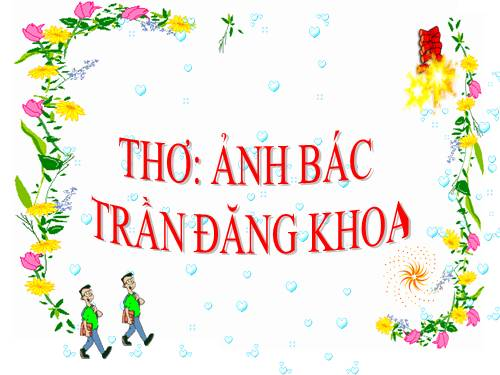 THƠ: ẢNH BÁC
TRẦN ĐĂNG KHOA